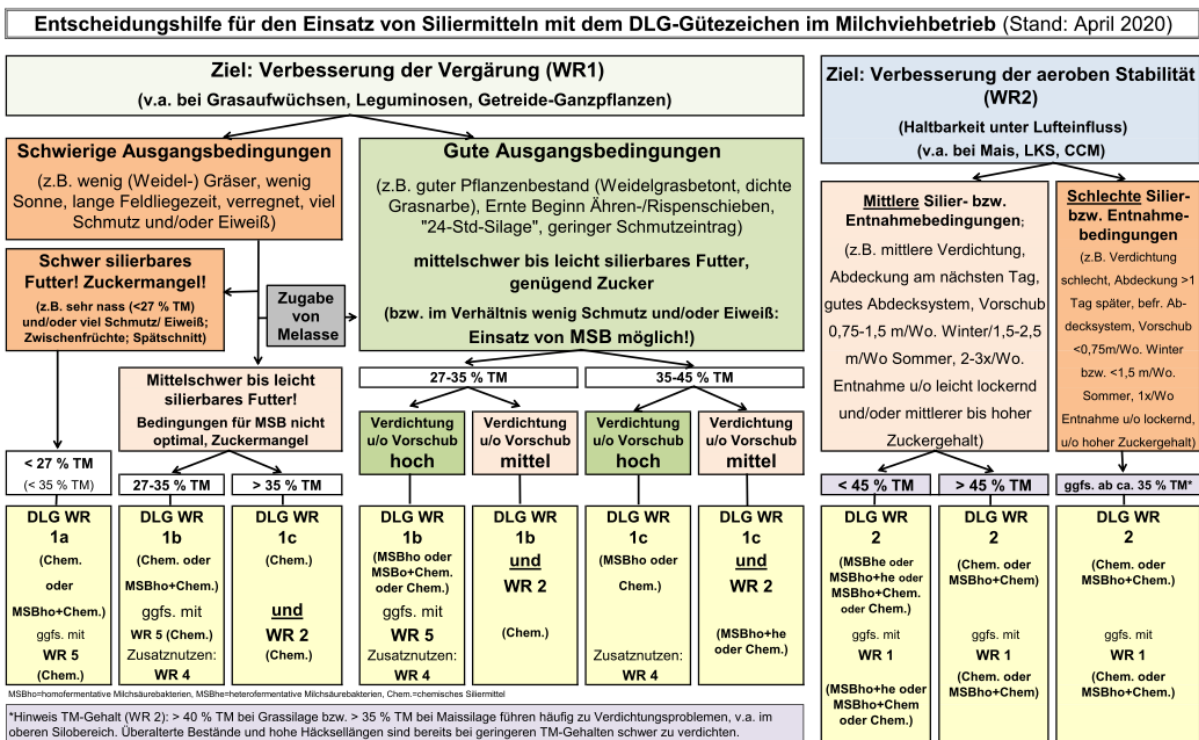 Entscheidungshilfe für den Einsatz von Siliermitteln mit dem DLG-Gütezeichen im Milchviehbetrieb (Stand: April 2020)
Ziel: Verbesserung der Vergärung (WR1)
(v.a. bei Grasaufwüchsen, Leguminosen, Getreide-Ganzpflanzen)
Schwierige Ausgangsbedingungen
(z.B. wenig (Weidel-) Gräser, wenig
Sonne, lange Feldliegezeit, verregnet, viel
Schmutz und/oder Eiweiß)
Schwer silierbares
Futter! Zuckermangel!
(z.B. sehr nass (<27 % TM)
und/oder viel Schmutz/ Eiweiß;
Zwischenfrüchte; Spätschnitt)
Zugabe
von
Melasse
Mittelschwer bis leicht
silierbares Futter!
Bedingungen für MSB nicht
optimal, Zuckermangel
Gute Ausgangsbedingungen
(z.B. guter Pflanzenbestand (Weidelgrasbetont, dichte
Grasnarbe), Ernte Beginn Ähren-/Rispenschieben,
"24-Std-Silage", geringer Schmutzeintrag)
mittelschwer bis leicht silierbares Futter,
genügend Zucker
(bzw. im Verhältnis wenig Schmutz und/oder Eiweiß:
Einsatz von MSB möglich!)
27-35 % TM
35-45 % TM
Verdichtung
u/o Vorschub
hoch
Verdichtung
u/o Vorschub
mittel
Verdichtung
u/o Vorschub
hoch
Verdichtung
u/o Vorschub
mittel
< 27 % TM
(< 35 % TM)
27-35 % TM
> 35 % TM
DLG WR
1a
(Chem.
oder
MSBho+Chem.)
ggfs. mit
WR 5
(Chem.)
DLG WR
1b
(Chem. oder
MSBho+Chem.)
ggfs. mit
WR 5 (Chem.)
Zusatznutzen:
WR 4
DLG WR
1c
(Chem.)
und
WR 2
(Chem.)
DLG WR
1b
(MSBho oder
MSBo+Chem.
oder Chem.)
ggfs. mit
WR 5
Zusatznutzen:
WR 4
DLG WR
1b
und
WR 2
(Chem.)
DLG WR
1c
(MSBho oder
Chem.)
Zusatznutzen:
WR 4
DLG WR
1c
und
WR 2
(MSBho+he
oder Chem.)
Ziel: Verbesserung der aeroben Stabilität
(WR2)
(Haltbarkeit unter Lufteinfluss)
(v.a. bei Mais, LKS, CCM)
Mittlere Silier- bzw.
Entnahmebedingungen;
(z.B. mittlere Verdichtung,
Abdeckung am nächsten Tag,
gutes Abdecksystem, Vorschub
0,75-1,5 m/Wo. Winter/1,5-2,5
m/Wo Sommer, 2-3x/Wo.
Entnahme u/o leicht lockernd
und/oder mittlerer bis hoher
Zuckergehalt)
Schlechte Silier-
bzw. Entnahme-
bedingungen
(z.B. Verdichtung
schlecht, Abdeckung >1
Tag später, befr. Ab-
decksystem, Vorschub
<0,75m/Wo. Winter
bzw. <1,5 m/Wo.
Sommer, 1x/Wo
Entnahme u/o lockernd,
u/o hoher Zuckergehalt)
< 45 % TM
> 45 % TM
ggfs. ab ca. 35 % TM*
DLG WR
2
(MSBhe oder
MSBho+he oder
MSBho+Chem.
oder Chem.)
ggfs. mit
WR 1
(MSBho+he oder
MSBho+Chem
oder Chem.)
DLG WR
2
(Chem. oder
MSBho+Chem)
ggfs. mit
WR 1
(Chem. oder
MSBho+Chem)
DLG WR
2
(Chem. oder
MSBho+Chem.)
ggfs. mit
WR 1
(Chem. oder
MSBho+Chem.)
MSBho=homofermentative Milchsäurebakterien, MSBhe=heterofermentative Milchsäurebakterien, Chem.=chemisches Siliermittel
*Hinweis TM-Gehalt (WR 2): > 40 % TM bei Grassilage bzw. > 35 % TM bei Maissilage führen häufig zu Verdichtungsproblemen, v.a. im
oberen Silobereich. Überalterte Bestände und hohe Häcksellängen sind bereits bei geringeren TM-Gehalten schwer zu verdichten.